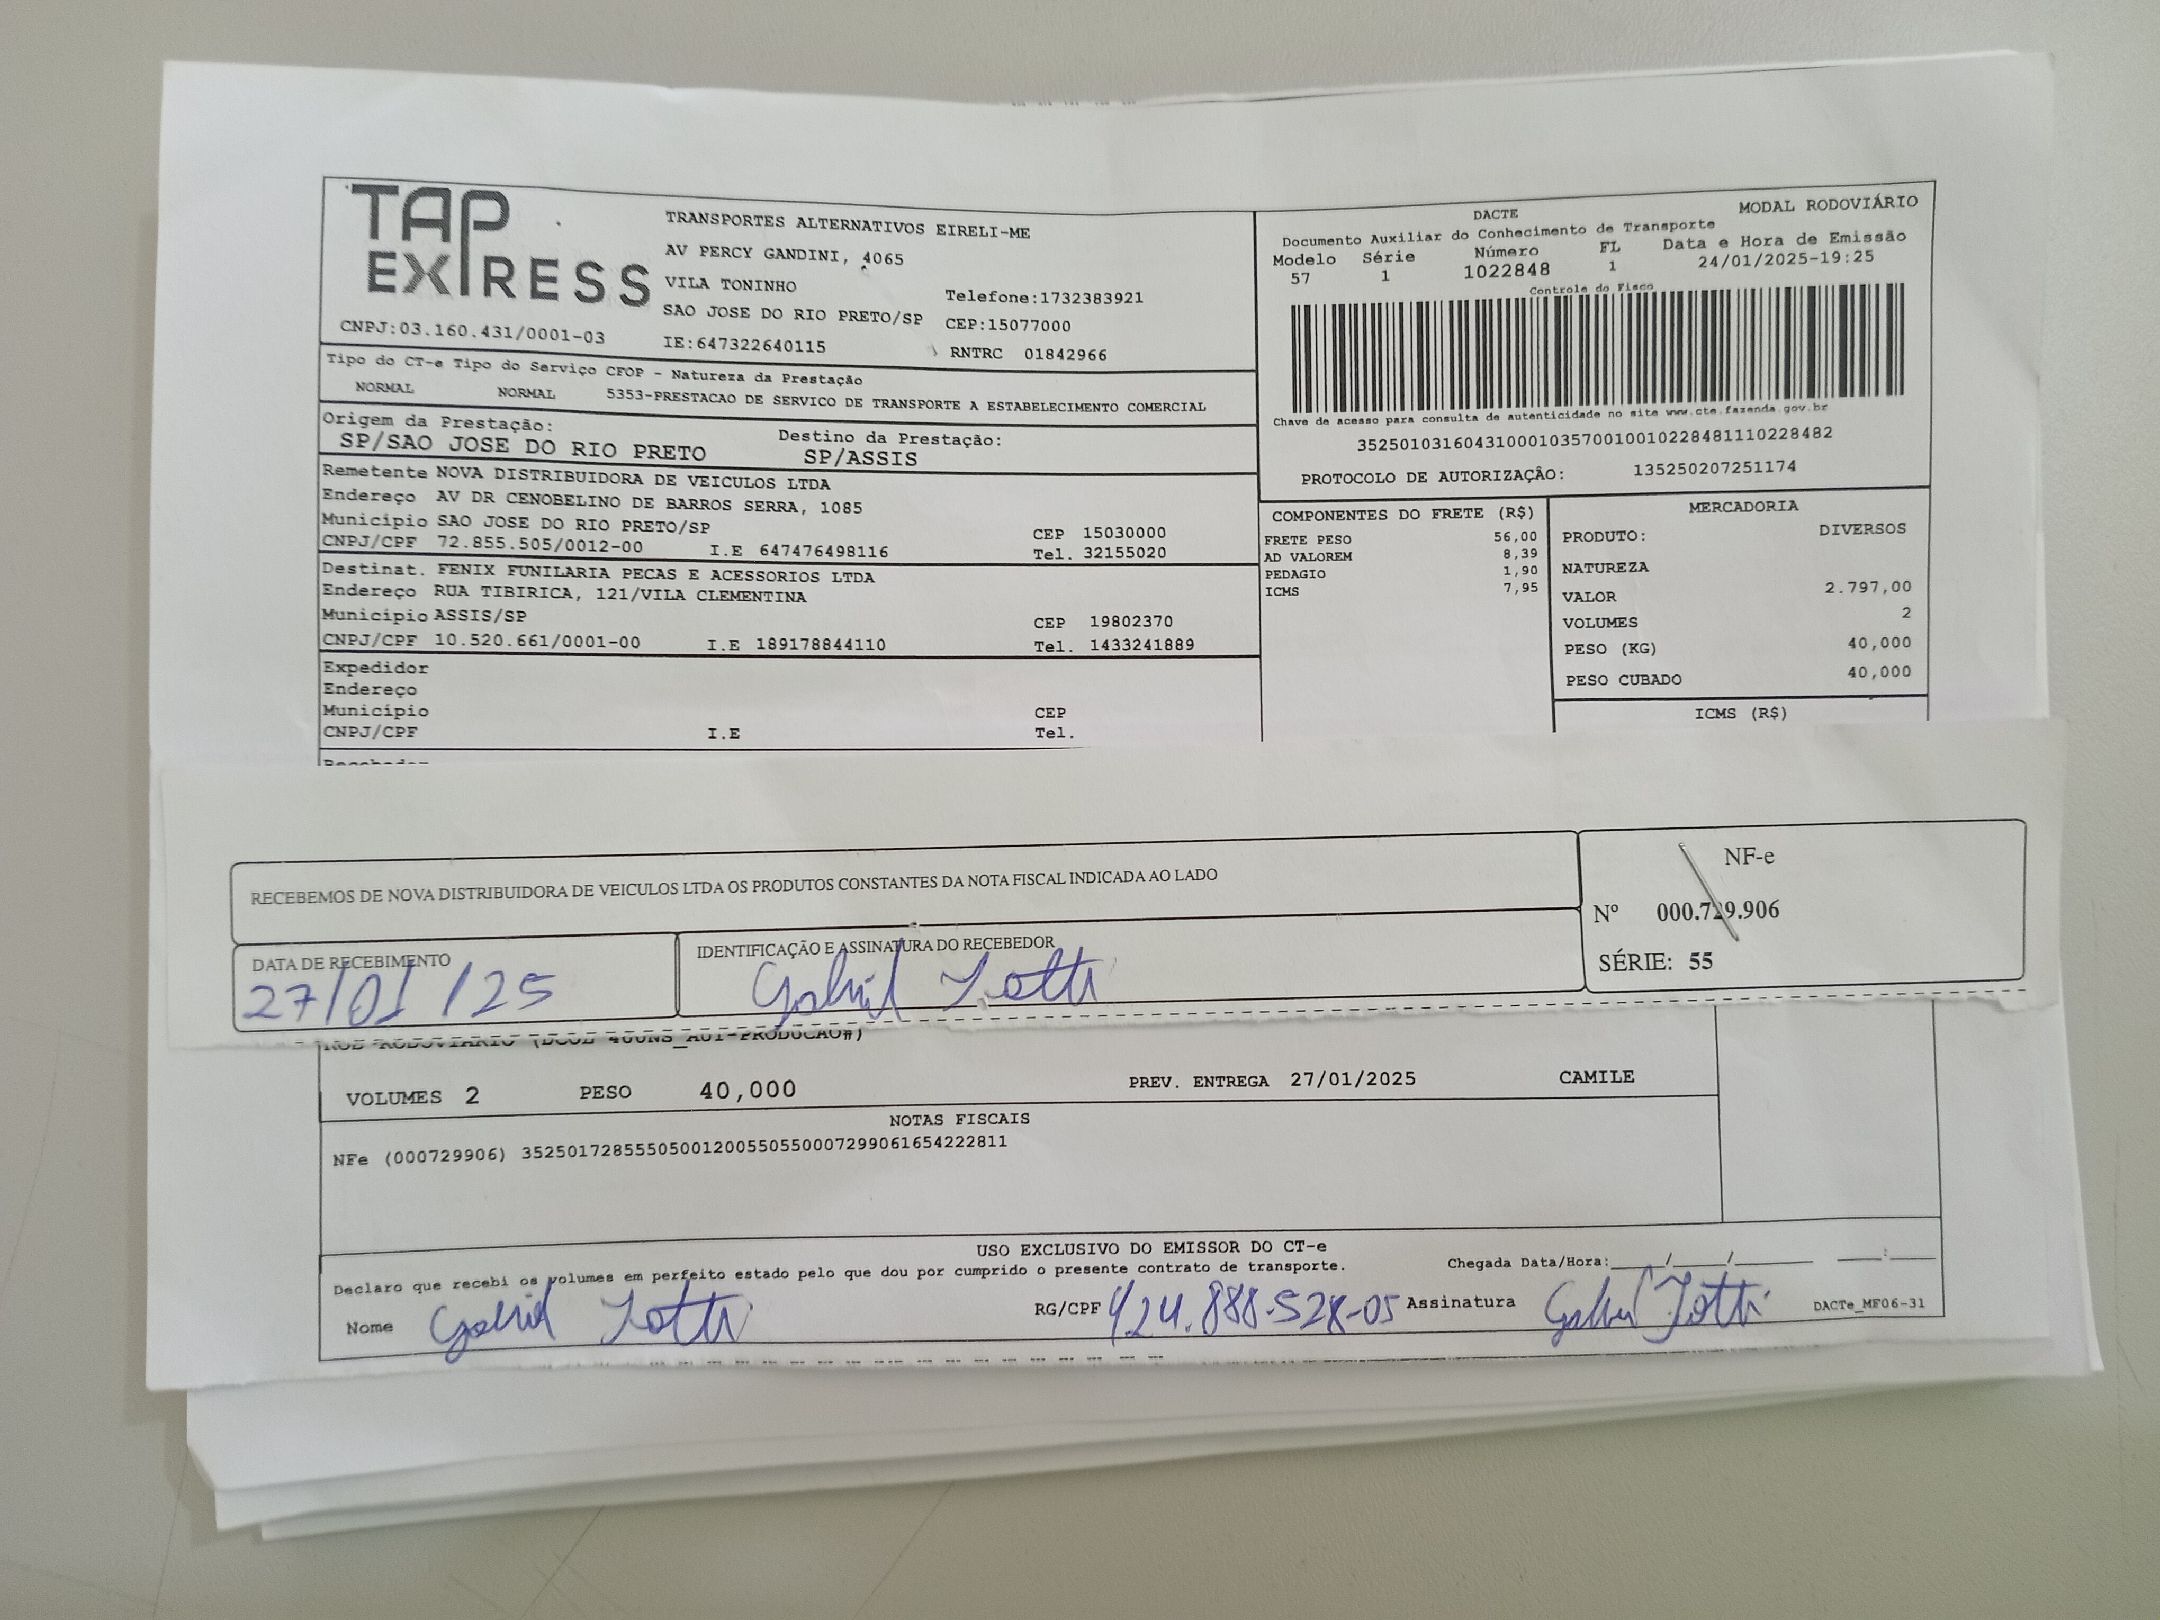 TAP
EXPRESS
TRANSPORTES ALTERNATIVOS EIRELI-ME
AV PERCY GANDINI, 4065
VILA TONINHO
Telefone:1732383921
SAO JOSE DO RIO PRETO/SP CEP:15077000
CNPJ:03.160.431/0001-03 IE:647322640115 RNTRC 01842966
DACTE MODAL RODOVIÁRIO
Documento Auxiliar do Conhecimento de Transporte
Modelo Série Número FL Data e Hora de Emissão
57 1 1022848 1 24/01/2025-19:25
Controle do Fisco
Chave de acesso para consulta de autenticidade no site www.cte.fazenda.gov.br
35250103160431000103570010010228481110228482
PROTOCOLO DE AUTORIZAÇÃO: 135250207251174
Tipo do CT-e Tipo do Serviço CFOP - Natureza da Prestação
NORMAL NORMAL 5353-PRESTACAO DE SERVICO DE TRANSPORTE A ESTABELECIMENTO COMERCIAL
Origem da Prestação: Destino da Prestação:
SP/SAO JOSE DO RIO PRETO SP/ASSIS
Remetente NOVA DISTRIBUIDORA DE VEICULOS LTDA
Endereço AV DR CENOBELINO DE BARROS SERRA, 1085
Município SAO JOSE DO RIO PRETO/SP CEP 15030000
CNPJ/CPF 72.855.505/0012-00 I.E 647476498116 Tel. 32155020
Destinat. FENIX FUNILARIA PECAS E ACESSORIOS LTDA
Endereço RUA TIBIRICA, 121/VILA CLEMENTINA
Município ASSIS/SP CEP 19802370
CNPJ/CPF 10.520.661/0001-00 I.E 189178844110 Tel. 1433241889
Expedidor
Endereço
Município CEP
CNPJ/CPF I.E Tel.
COMPONENTES DO FRETE (R$)
FRETE PESO 56,00
AD VALOREM 8,39
PEDAGIO 1,90
ICMS 7,95
MERCADORIA
PRODUTO: DIVERSOS
NATUREZA
VALOR 2.797,00
VOLUMES 2
PESO (KG) 40,000
PESO CUBADO 40,000
ICMS (R$)
RECEBEMOS DE NOVA DISTRIBUIDORA DE VEICULOS LTDA OS PRODUTOS CONSTANTES DA NOTA FISCAL INDICADA AO LADO
DATA DE RECEBIMENTO
27/01/25
IDENTIFICAÇÃO E ASSINATURA DO RECEBEDOR
Gabriel Zotti
NF-e
Nº 000.729.906
SÉRIE: 55
VOLUMES 2 PESO 40,000 PREV. ENTREGA 27/01/2025 CAMILE
NOTAS FISCAIS
NFe (000729906) 35250172855505001200550550007299061654222811
USO EXCLUSIVO DO EMISSOR DO CT-e
Declaro que recebi os volumes em perfeito estado pelo que dou por cumprido o presente contrato de transporte. Chegada Data/Hora:____/____/____ ____:____
Nome Gabriel Zotti RG/CPF 424.888.528-05 Assinatura Gabriel Zotti DACTe_MF06-31